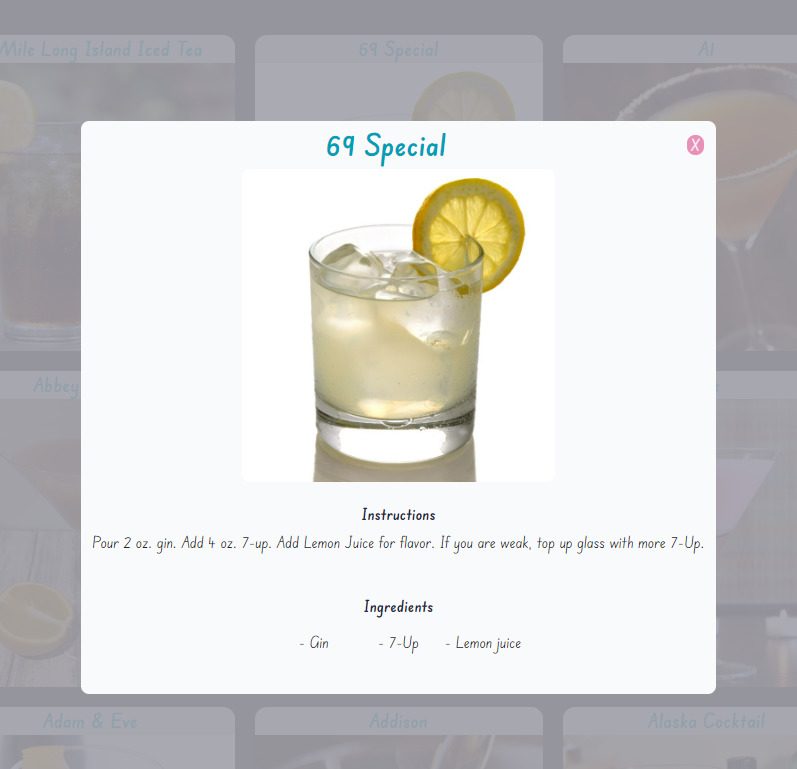 Mile Long Island Iced Tea
69 Special
A1
69 Special
X
Instructions
Pour 2 oz. gin. Add 4 oz. 7-up. Add Lemon Juice for flavor. If you are weak, top up glass with more 7-Up.
Ingredients
- Gin
- 7-Up
- Lemon juice
Abbey
Adam & Eve
Addison
Alaska Cocktail